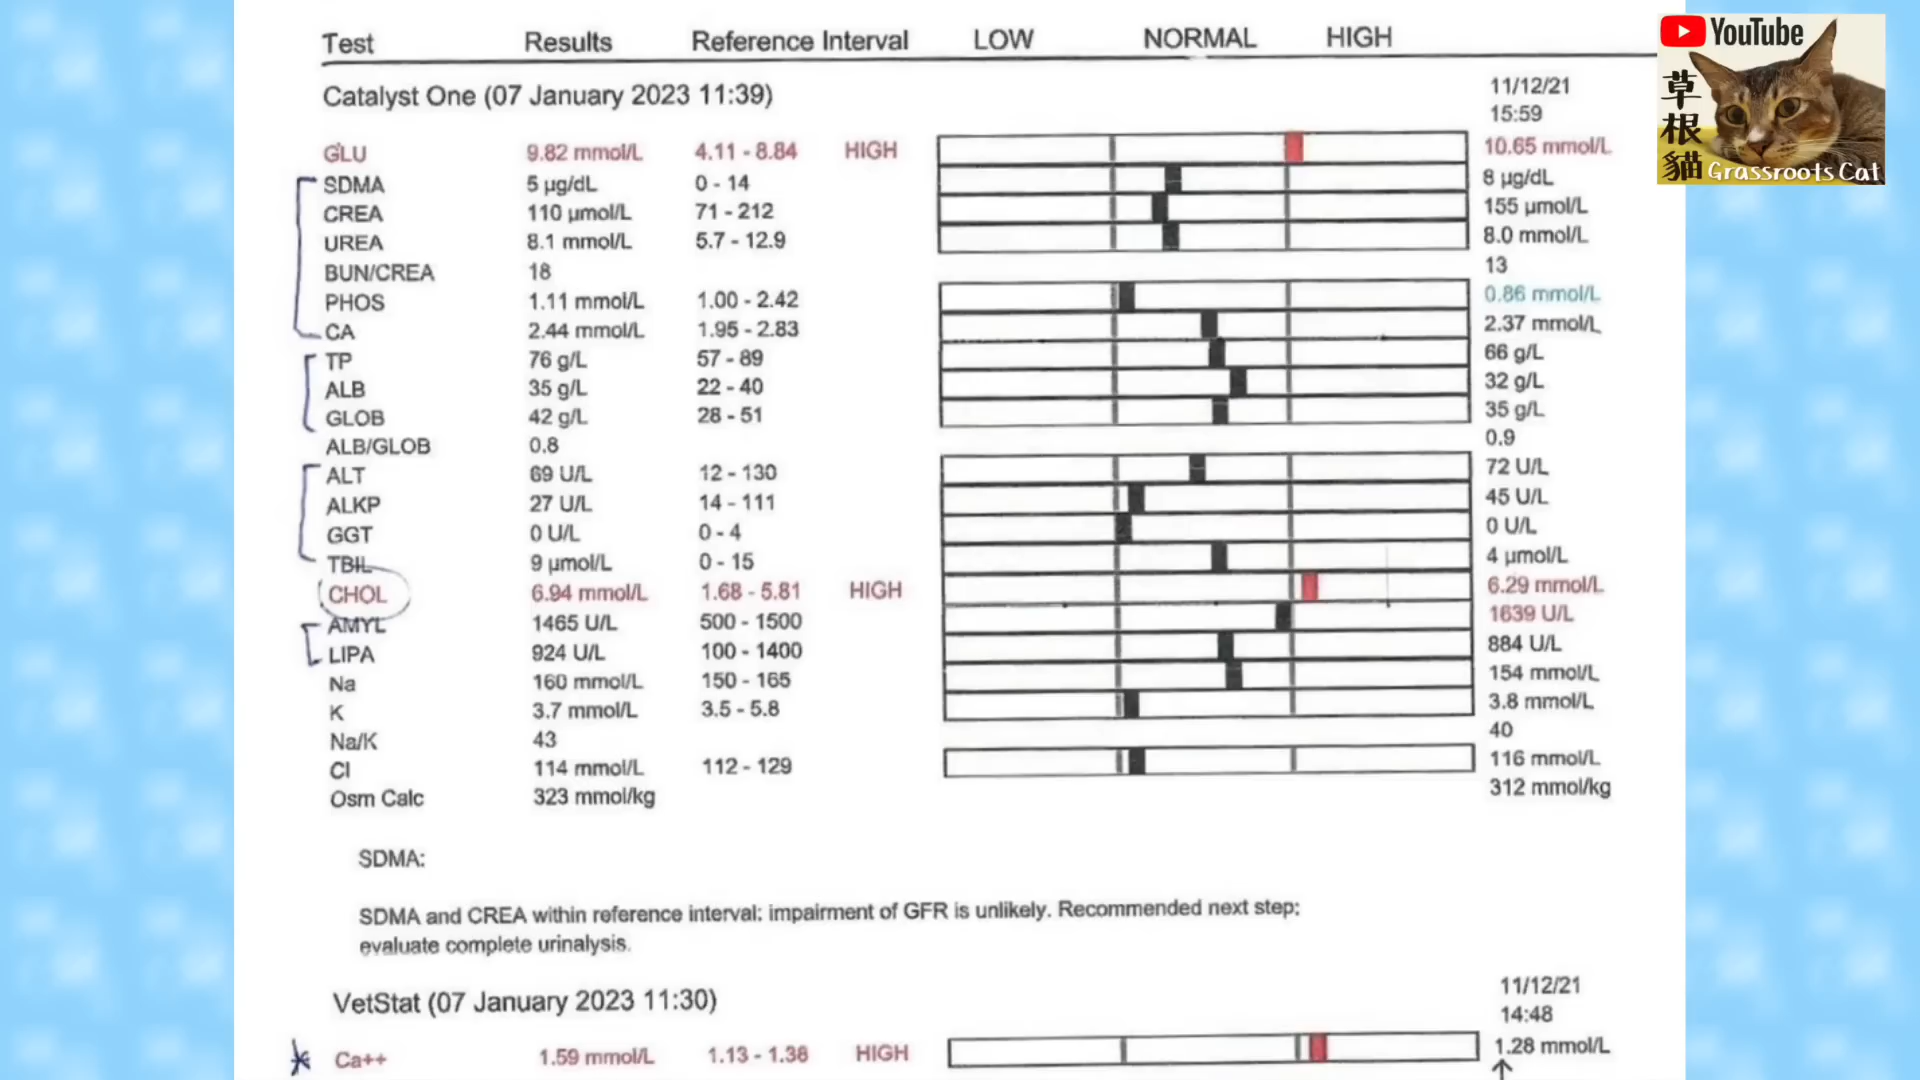 Test Results Reference Interval LOW NORMAL HIGH
Catalyst One (07 January 2023 11:39) 11/12/21
15:59
GLU 9.82 mmol/L 4.11 - 8.84 HIGH 10.65 mmol/L
SDMA 5 µg/dL 0 - 14 8 µg/dL
CREA 110 µmol/L 71 - 212 155 µmol/L
UREA 8.1 mmol/L 5.7 - 12.9 8.0 mmol/L
BUN/CREA 18 13
PHOS 1.11 mmol/L 1.00 - 2.42 0.86 mmol/L
CA 2.44 mmol/L 1.95 - 2.83 2.37 mmol/L
TP 76 g/L 57 - 89 66 g/L
ALB 35 g/L 22 - 40 32 g/L
GLOB 42 g/L 28 - 51 35 g/L
ALB/GLOB 0.8 0.9
ALT 69 U/L 12 - 130 72 U/L
ALKP 27 U/L 14 - 111 45 U/L
GGT 0 U/L 0 - 4 0 U/L
TBIL 9 µmol/L 0 - 15 4 µmol/L
CHOL 6.94 mmol/L 1.68 - 5.81 HIGH 6.29 mmol/L
AMYL 1465 U/L 500 - 1500 1639 U/L
LIPA 924 U/L 100 - 1400 884 U/L
Na 160 mmol/L 150 - 165 154 mmol/L
K 3.7 mmol/L 3.5 - 5.8 3.8 mmol/L
Na/K 43 40
Cl 114 mmol/L 112 - 129 116 mmol/L
Osm Calc 323 mmol/kg 312 mmol/kg
SDMA:
SDMA and CREA within reference interval; impairment of GFR is unlikely. Recommended next step:
evaluate complete urinalysis.
VetStat (07 January 2023 11:30) 11/12/21
14:48
Ca++ 1.59 mmol/L 1.13 - 1.38 HIGH 1.28 mmol/L
YouTube
草根貓
Grassroots Cat